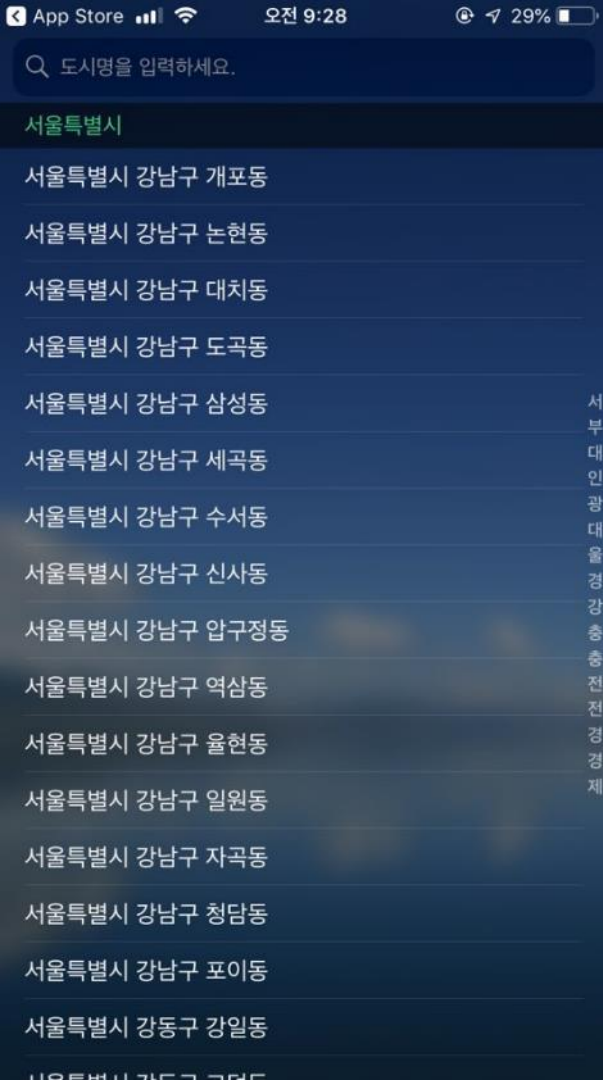 App Store 오전 9:28 29%
도시명을 입력하세요.
서울특별시
서울특별시 강남구 개포동
서울특별시 강남구 논현동
서울특별시 강남구 대치동
서울특별시 강남구 도곡동
서울특별시 강남구 삼성동
서울특별시 강남구 세곡동
서울특별시 강남구 수서동
서울특별시 강남구 신사동
서울특별시 강남구 압구정동
서울특별시 강남구 역삼동
서울특별시 강남구 율현동
서울특별시 강남구 일원동
서울특별시 강남구 자곡동
서울특별시 강남구 청담동
서울특별시 강남구 포이동
서울특별시 강동구 강일동
서
부
대
인
광
대
울
경
강
충
충
전
전
경
경
제